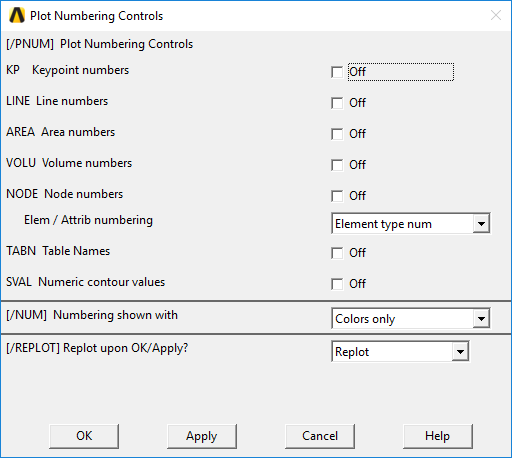 Plot Numbering Controls
[/PNUM] Plot Numbering Controls
KP Keypoint numbers Off
LINE Line numbers Off
AREA Area numbers Off
VOLU Volume numbers Off
NODE Node numbers Off
Elem / Attrib numbering Element type num
TABN Table Names Off
SVAL Numeric contour values Off
[/NUM] Numbering shown with Colors only
[/REPLOT] Replot upon OK/Apply? Replot
OK Apply Cancel Help